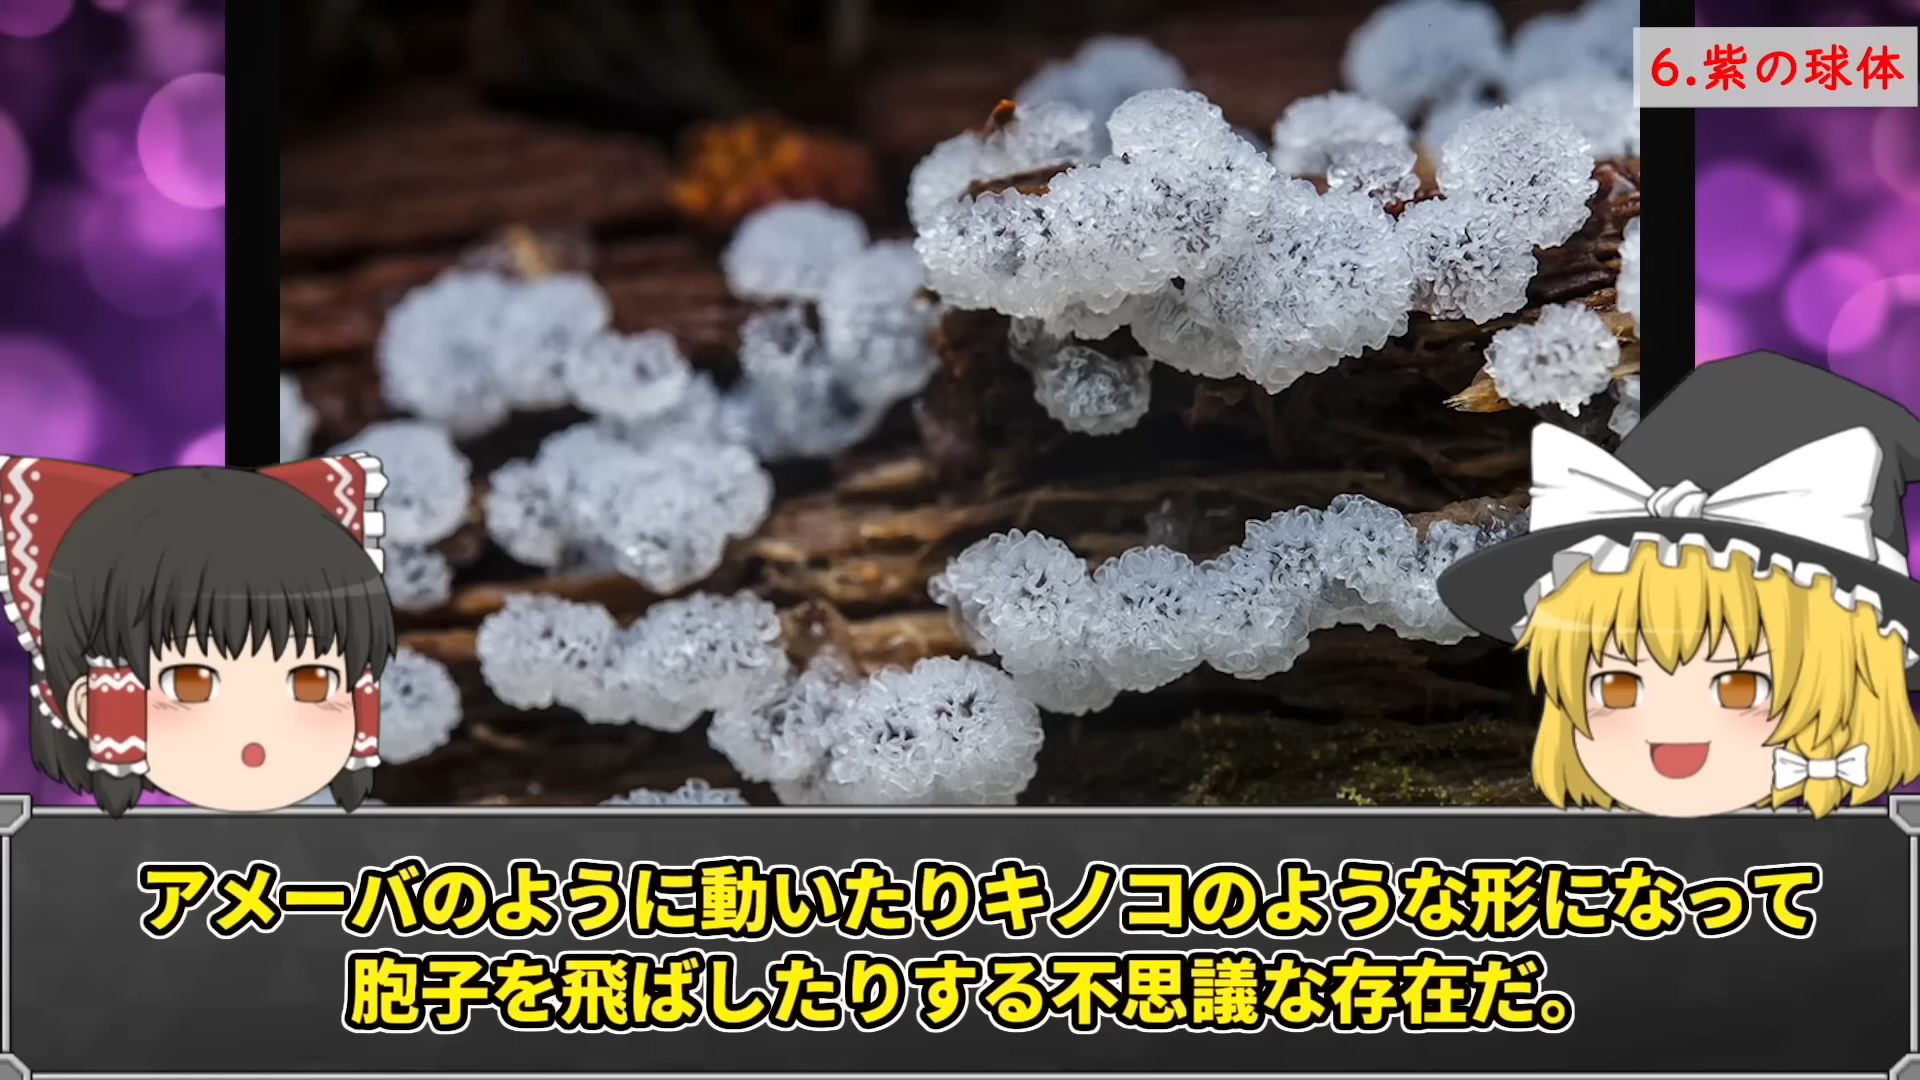 6.紫の球体
アメーバのように動いたりキノコのような形になって
胞子を飛ばしたりする不思議な存在だ。